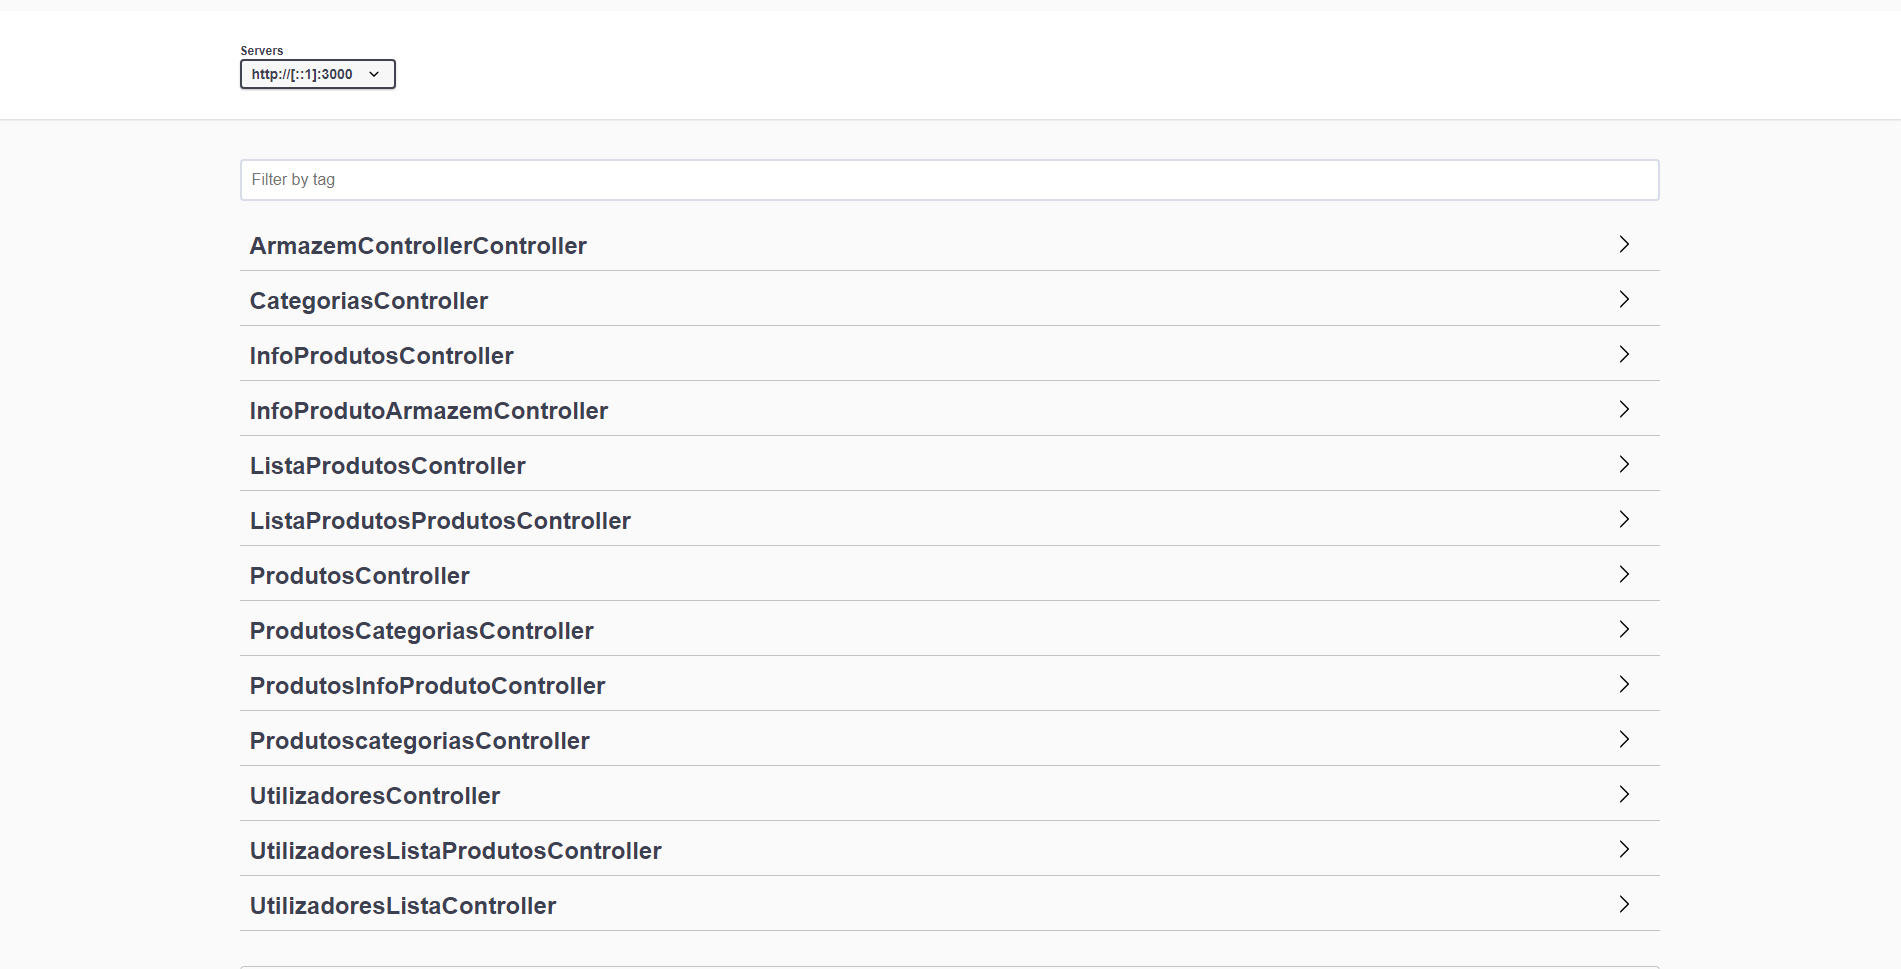 Servers
http://[::1]:3000
Filter by tag
ArmazemControllerController
CategoriasController
InfoProdutosController
InfoProdutoArmazemController
ListaProdutosController
ListaProdutosProdutosController
ProdutosController
ProdutosCategoriasController
ProdutosInfoProdutoController
ProdutoscategoriasController
UtilizadoresController
UtilizadoresListaProdutosController
UtilizadoresListaController